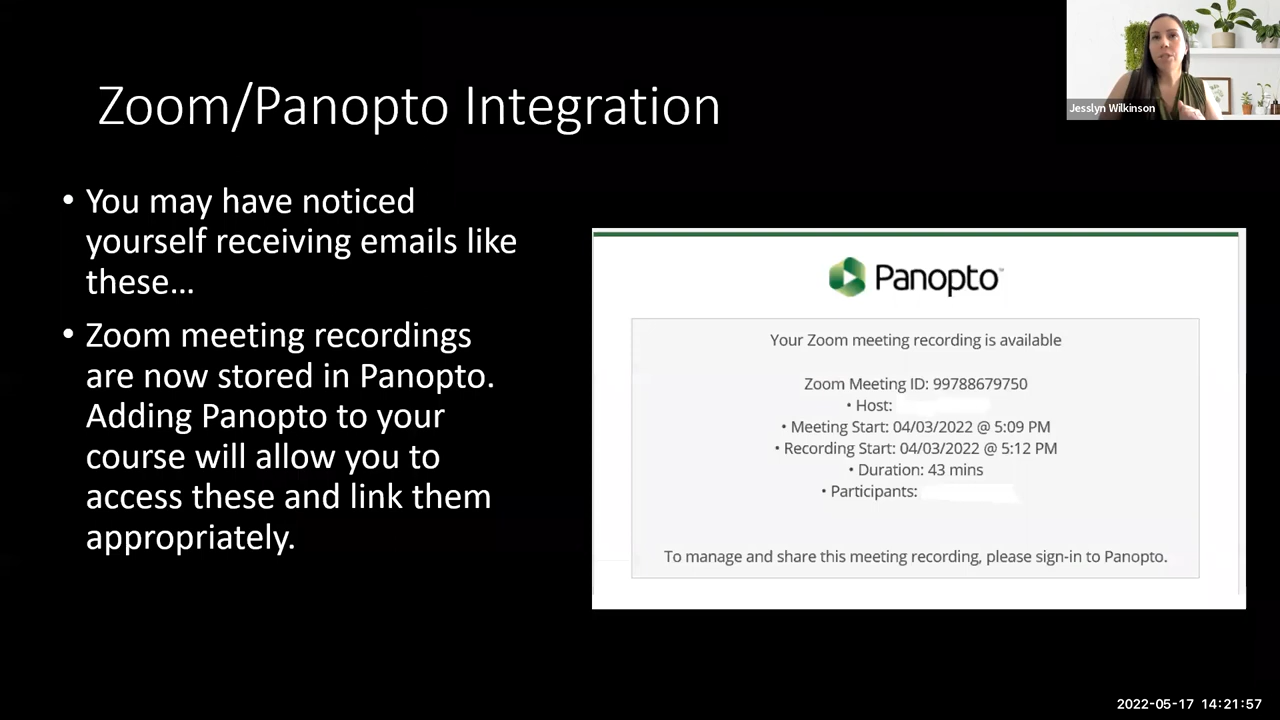 Zoom/Panopto Integration
Jesslyn Wilkinson
• You may have noticed
yourself receiving emails like
these...
• Zoom meeting recordings
are now stored in Panopto.
Adding Panopto to your
course will allow you to
access these and link them
appropriately.
Panopto™
Your Zoom meeting recording is available
Zoom Meeting ID: 99788679750
• Host:
• Meeting Start: 04/03/2022 @ 5:09 PM
• Recording Start: 04/03/2022 @ 5:12 PM
• Duration: 43 mins
• Participants:
To manage and share this meeting recording, please sign-in to Panopto.
2022-05-17 14:21:57